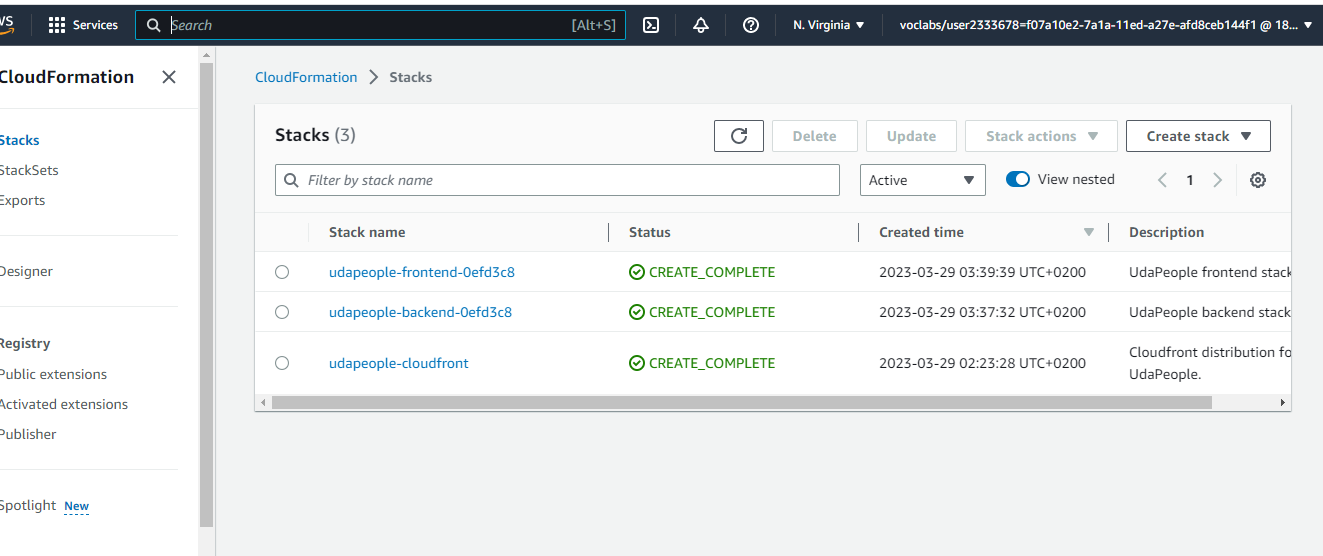 Services
Search [Alt+S]
N. Virginia
voclabs/user2333678=f07a10e2-7a1a-11ed-a27e-afd8ceb144f1 @ 18...
CloudFormation
Stacks
StackSets
Exports
Designer
Registry
Public extensions
Activated extensions
Publisher
Spotlight New
CloudFormation Stacks
Stacks (3)
Delete
Update
Stack actions
Create stack
Filter by stack name
Active
View nested
1
Stack name Status Created time Description
udapeople-frontend-0efd3c8 CREATE_COMPLETE 2023-03-29 03:39:39 UTC+0200 UdaPeople frontend stack
udapeople-backend-0efd3c8 CREATE_COMPLETE 2023-03-29 03:37:32 UTC+0200 UdaPeople backend stack
udapeople-cloudfront CREATE_COMPLETE 2023-03-29 02:23:28 UTC+0200 Cloudfront distribution fo
UdaPeople.